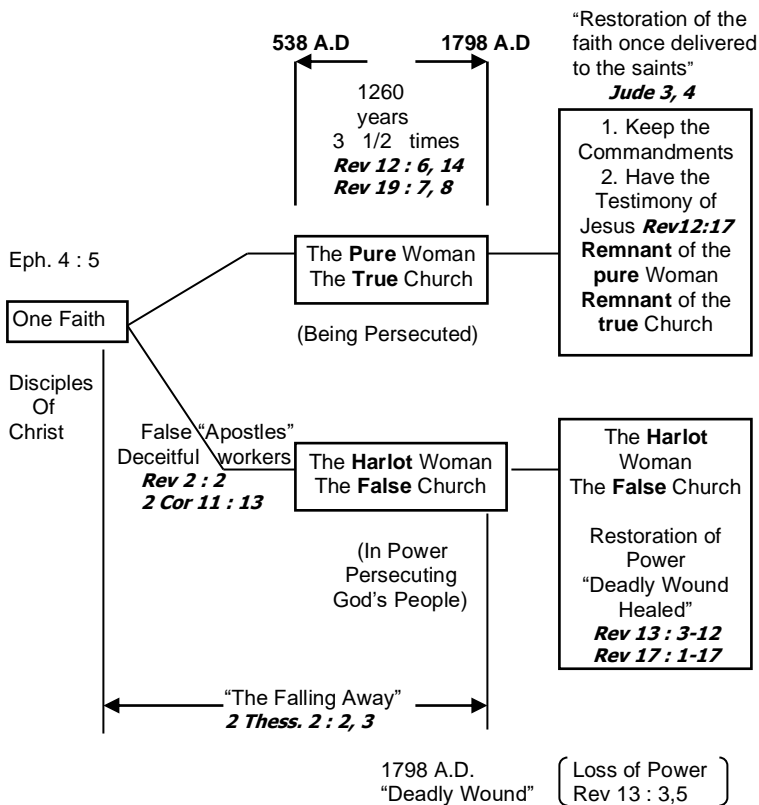 538 A.D 1798 A.D
1260
years
3 1/2 times
Rev 12 : 6, 14
Rev 19 : 7, 8
“Restoration of the
faith once delivered
to the saints”
Jude 3, 4
1. Keep the
Commandments
2. Have the
Testimony of
Jesus Rev12:17
Remnant of the
pure Woman
Remnant of the
true Church
Eph. 4 : 5
One Faith
Disciples
Of
Christ
The Pure Woman
The True Church
(Being Persecuted)
False “Apostles”
Deceitful workers
Rev 2 : 2
2 Cor 11 : 13
The Harlot Woman
The False Church
(In Power
Persecuting
God’s People)
The Harlot
Woman
The False Church
Restoration of
Power
“Deadly Wound
Healed”
Rev 13 : 3-12
Rev 17 : 1-17
“The Falling Away”
2 Thess. 2 : 2, 3
1798 A.D.
“Deadly Wound”
Loss of Power
Rev 13 : 3,5